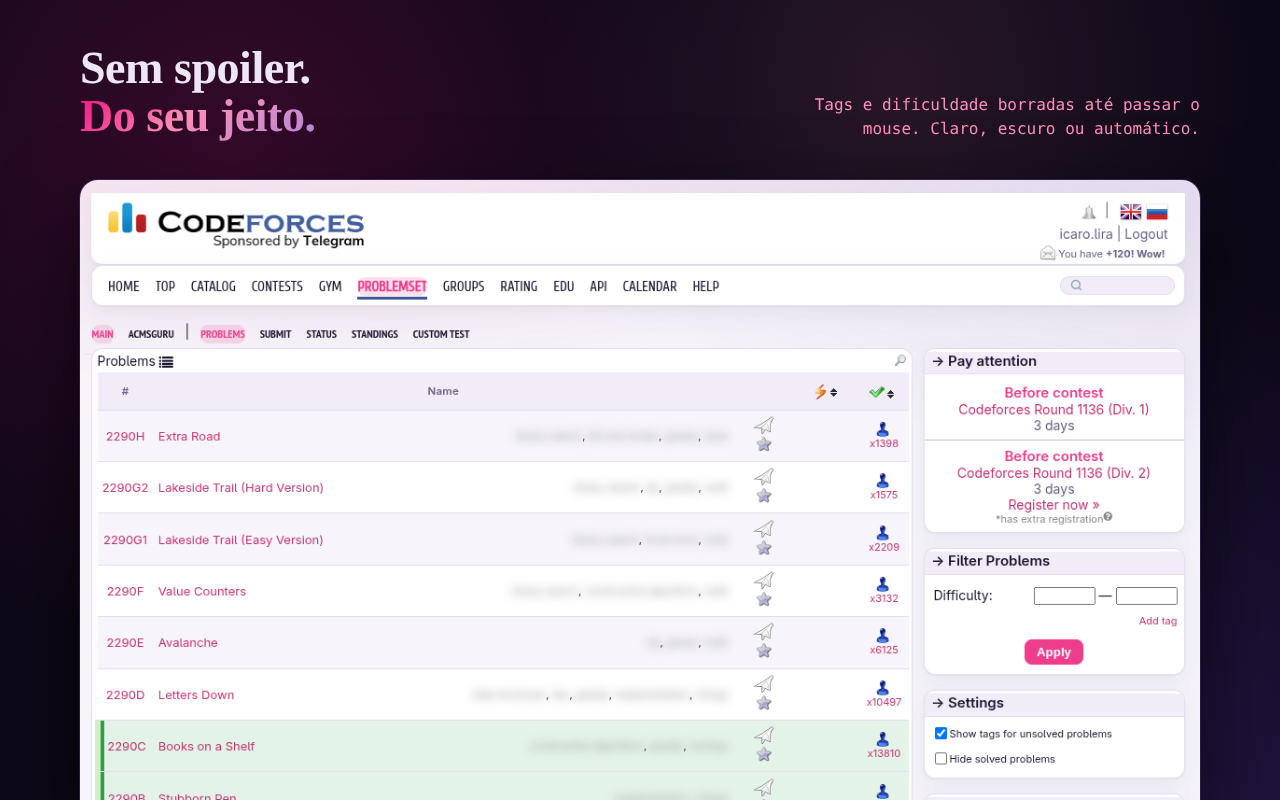 Sem spoiler.
Do seu jeito.
Tags e dificuldade borradas até passar o
mouse. Claro, escuro ou automático.
CODEFORCES
Sponsored by Telegram
icaro.lira | Logout
You have +120! Wow!
HOME TOP CATALOG CONTESTS GYM PROBLEMSET GROUPS RATING EDU API CALENDAR HELP
MAIN ACMSGURU | PROBLEMS SUBMIT STATUS STANDINGS CUSTOM TEST
Problems
# Name
2290H Extra Road x1398
2290G2 Lakeside Trail (Hard Version) x1575
2290G1 Lakeside Trail (Easy Version) x2209
2290F Value Counters x3132
2290E Avalanche x6125
2290D Letters Down x10497
2290C Books on a Shelf x13810
2290B Stubborn Pen
→ Pay attention
Before contest
Codeforces Round 1136 (Div. 1)
3 days
Before contest
Codeforces Round 1136 (Div. 2)
3 days
Register now »
*has extra registration
→ Filter Problems
Difficulty: —
Add tag
Apply
→ Settings
Show tags for unsolved problems
Hide solved problems